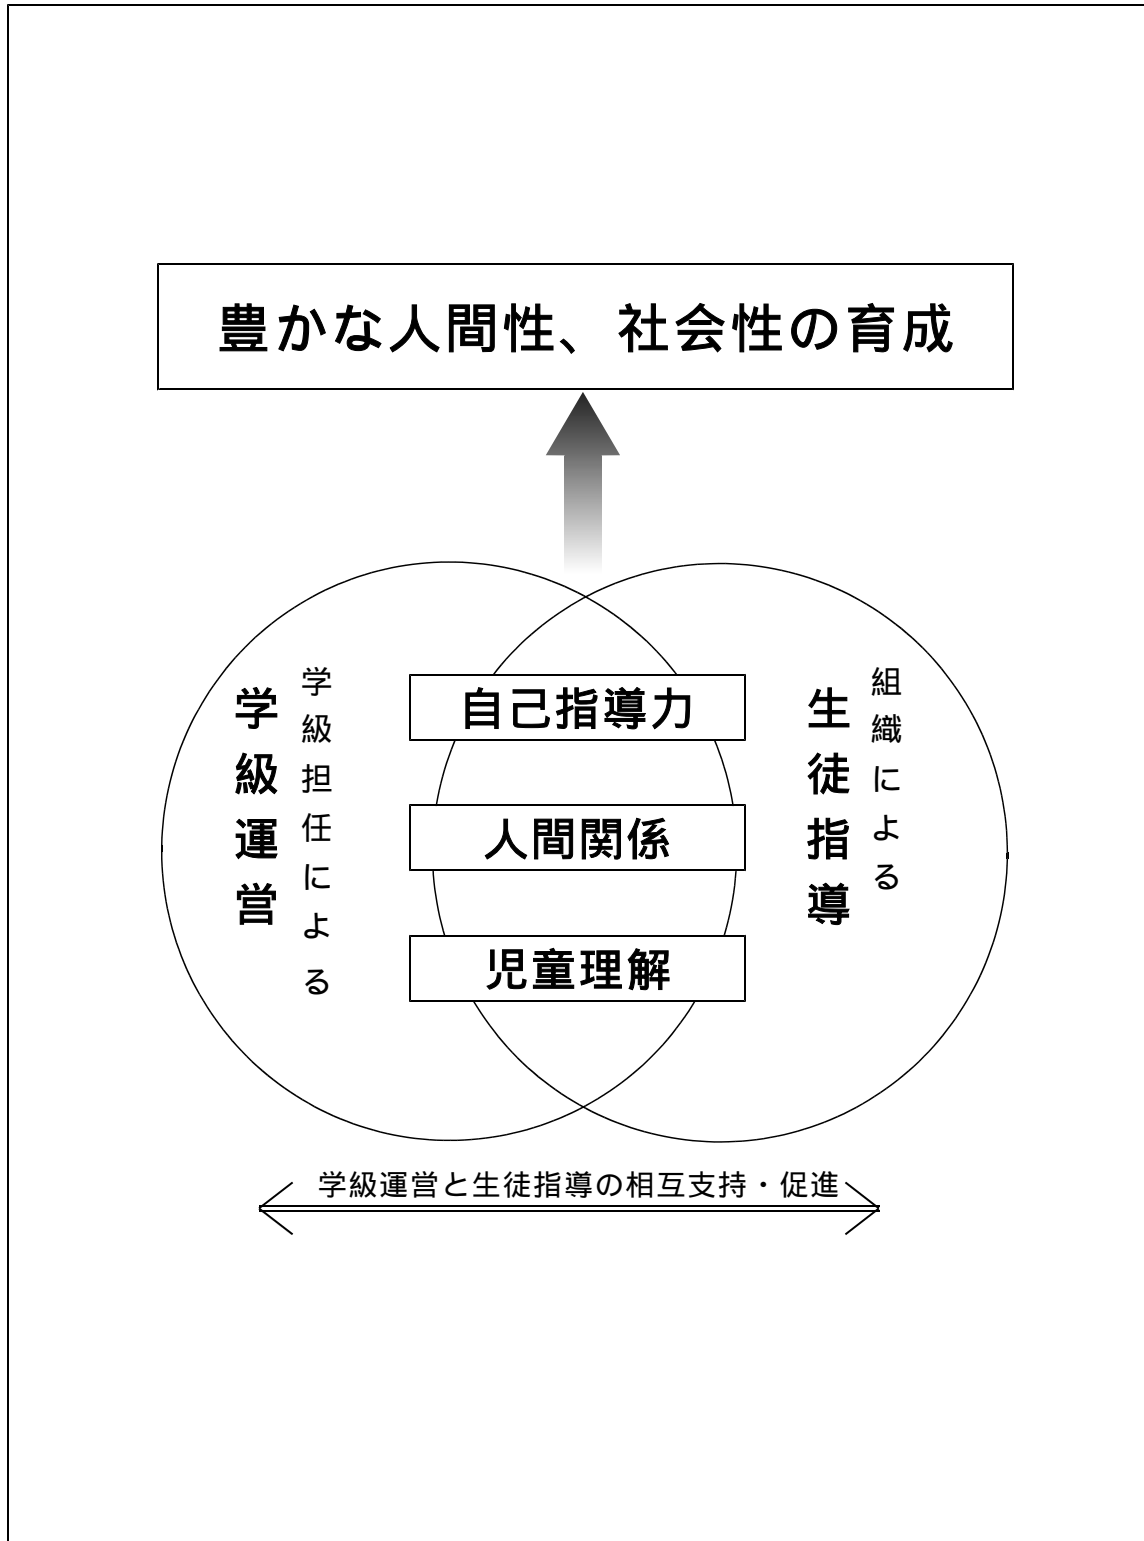 豊かな人間性、社会性の育成
学級担任による
学級運営
自己指導力
人間関係
児童理解
組織による
生徒指導
学級運営と生徒指導の相互支持・促進